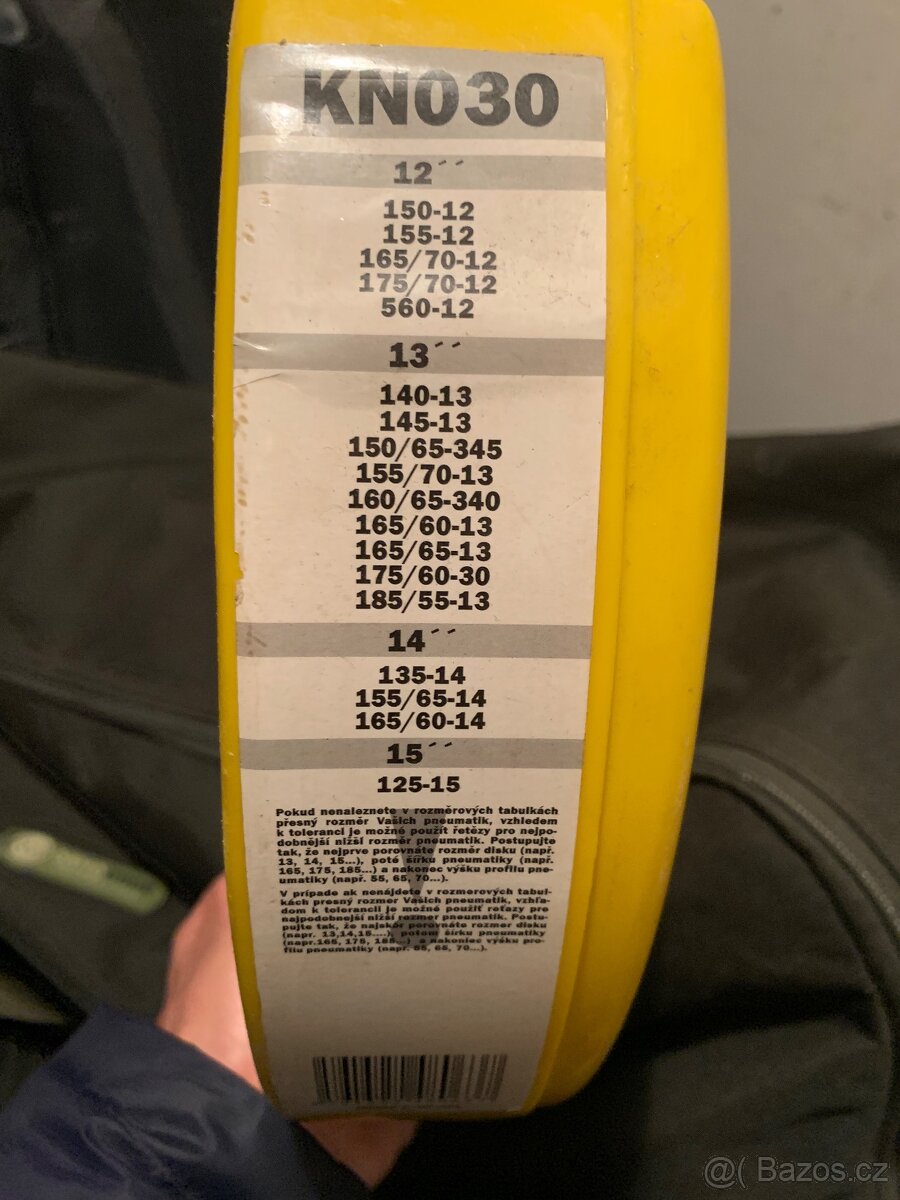 KN030
12´´
150-12
155-12
165/70-12
175/70-12
560-12
13´´
140-13
145-13
150/65-345
155/70-13
160/65-340
165/60-13
165/65-13
175/60-30
185/55-13
14´´
135-14
155/65-14
165/60-14
15´´
125-15
Pokud nenaleznete v rozměrových tabulkách
přesný rozměr Vašich pneumatik, vzhledem
k toleranci je možné použít řetězy pro nejpo-
dobnější nižší rozměr pneumatik. Postupujte
tak, že nejprve porovnáte rozměr disku (např.
13, 14, 15...), poté šířku pneumatiky (např.
165, 175, 185...) a nakonec výšku profilu pne-
umatiky (např. 55, 65, 70...).
V prípade ak nenájdete v rozmerových tabul-
kách presný rozmer Vašich pneumatík, vzhľa-
dom k tolerancii je možné použiť reťazy pre
najpodobnejší nižší rozmer pneumatík. Postu-
pujte tak, že najskôr porovnáte rozmer disku
(napr. 13,14,15....), potom šírku pneumatiky
(napr.165, 175, 185...) a nakoniec výšku pro-
filu pneumatiky (napr. 55, 65, 70...).
@( Bazos.cz